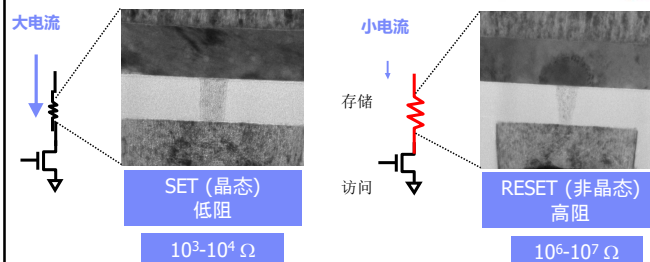 大电流
SET (晶态)
低阻
10³-10⁴ Ω
小电流
存储
访问
RESET (非晶态)
高阻
10⁶-10⁷ Ω